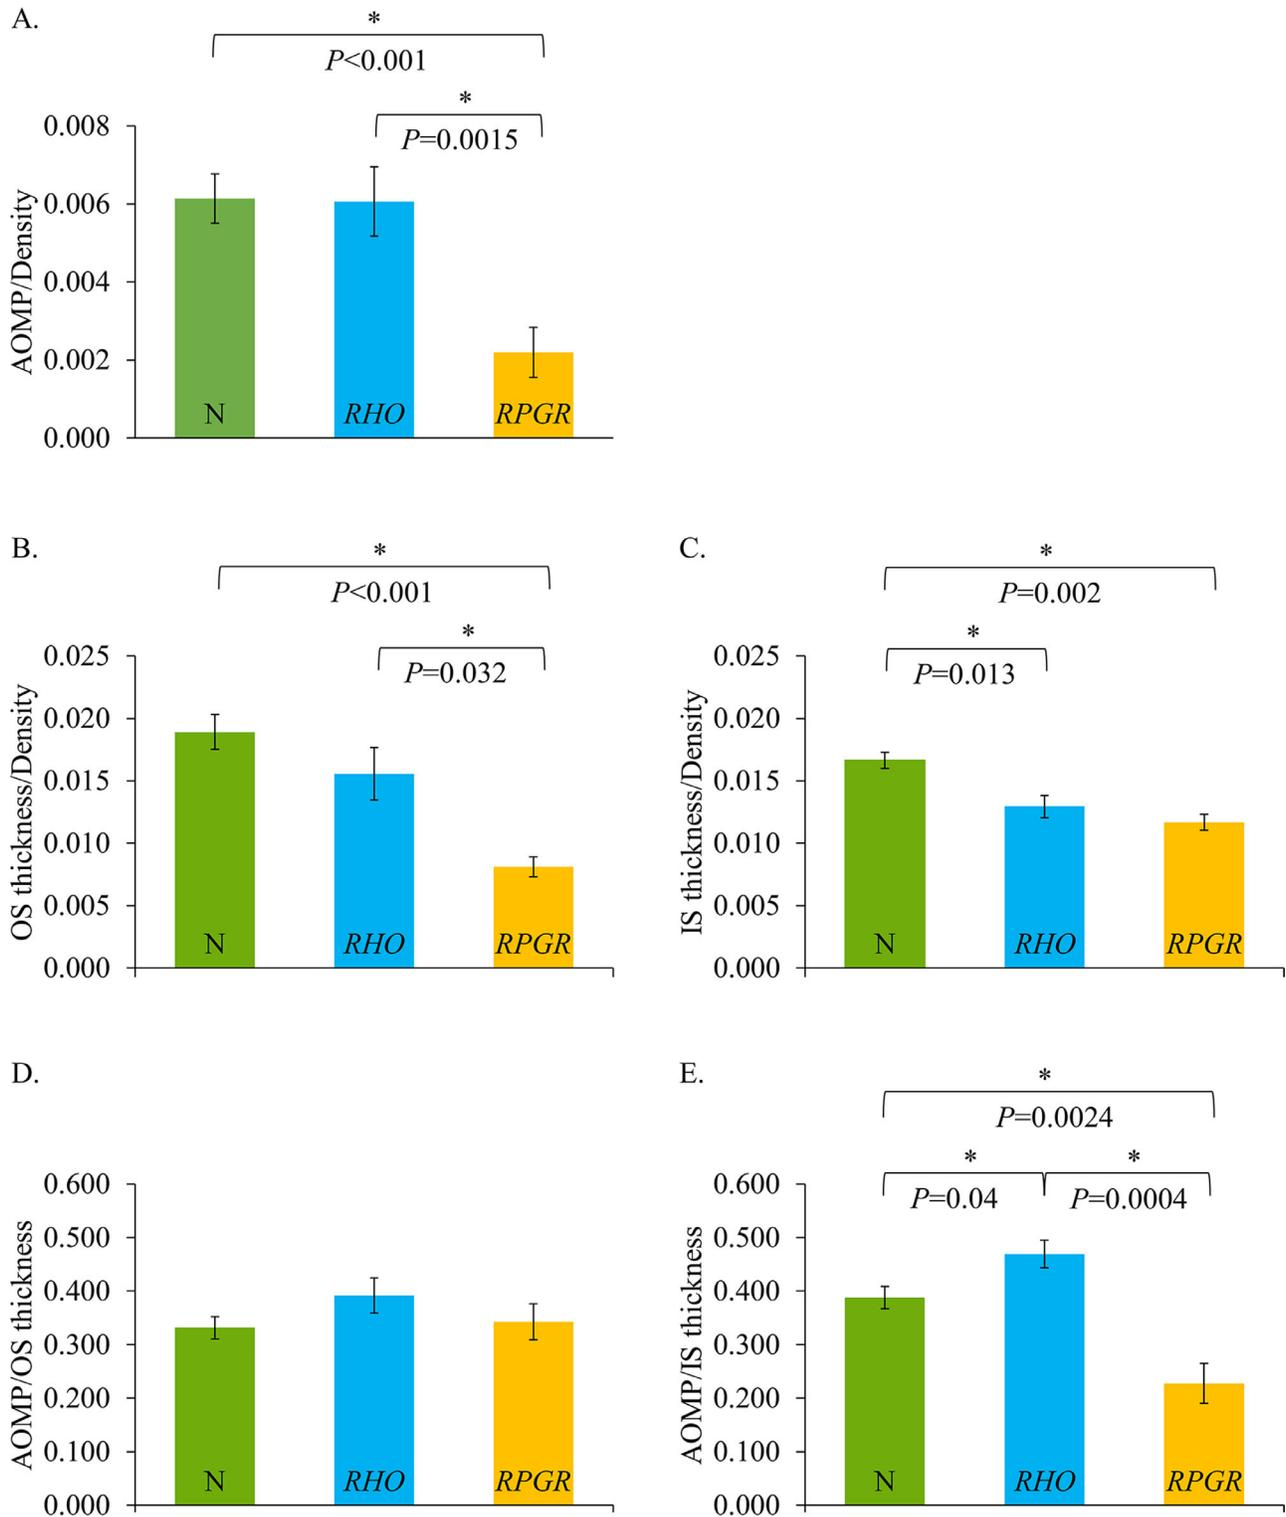 A.
*
P<0.001
*
P=0.0015
AOMP/Density
0.008
0.006
0.004
0.002
0.000
N
RHO
RPGR
B.
*
P<0.001
*
P=0.032
OS thickness/Density
0.025
0.020
0.015
0.010
0.005
0.000
N
RHO
RPGR
C.
*
P=0.002
*
P=0.013
IS thickness/Density
0.025
0.020
0.015
0.010
0.005
0.000
N
RHO
RPGR
D.
AOMP/OS thickness
0.600
0.500
0.400
0.300
0.200
0.100
0.000
N
RHO
RPGR
E.
*
P=0.0024
*
*
P=0.04
P=0.0004
AOMP/IS thickness
0.600
0.500
0.400
0.300
0.200
0.100
0.000
N
RHO
RPGR